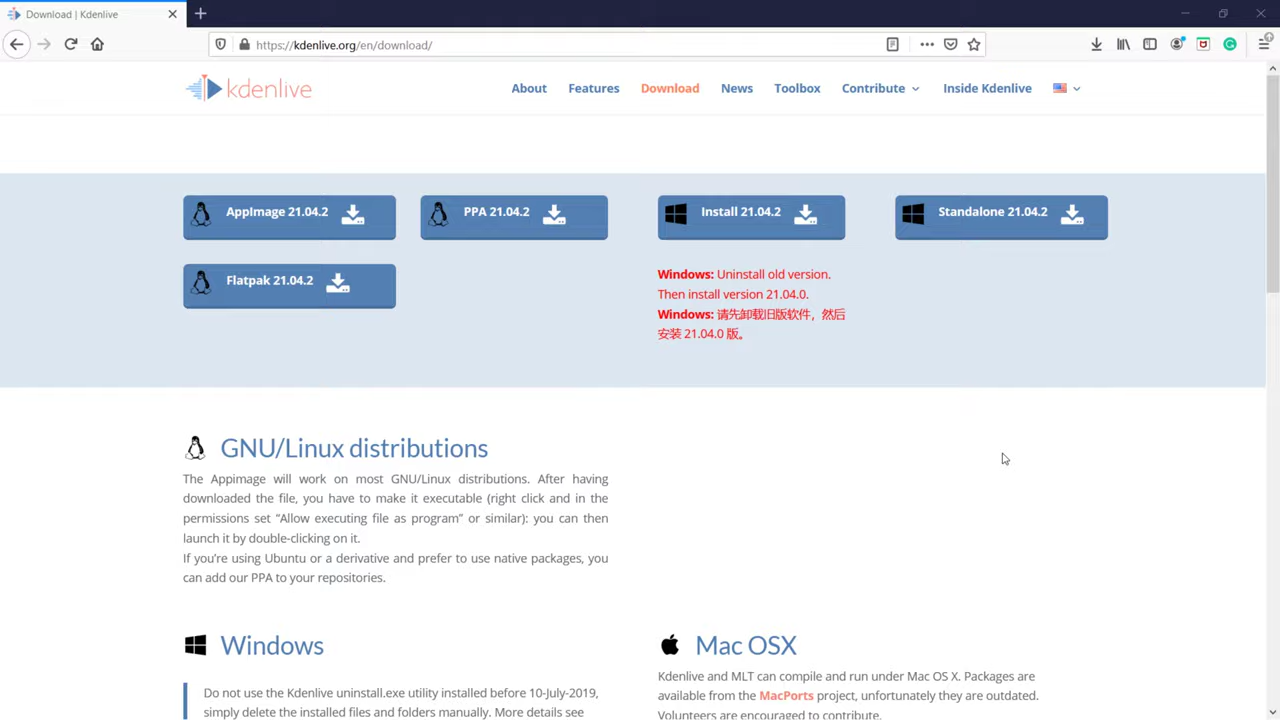 Download | Kdenlive
https://kdenlive.org/en/download/
kdenlive
About Features Download News Toolbox Contribute Inside Kdenlive
AppImage 21.04.2
PPA 21.04.2
Install 21.04.2
Standalone 21.04.2
Flatpak 21.04.2
Windows: Uninstall old version.
Then install version 21.04.0.
Windows: 请先卸载旧版软件，然后
安装 21.04.0 版。
GNU/Linux distributions
The Appimage will work on most GNU/Linux distributions. After having
downloaded the file, you have to make it executable (right click and in the
permissions set “Allow executing file as program” or similar): you can then
launch it by double-clicking on it.
If you’re using Ubuntu or a derivative and prefer to use native packages, you
can add our PPA to your repositories.
Windows
Do not use the Kdenlive uninstall.exe utility installed before 10-July-2019,
simply delete the installed files and folders manually. More details see
Mac OSX
Kdenlive and MLT can compile and run under Mac OS X. Packages are
available from the MacPorts project, unfortunately they are outdated.
Volunteers are encouraged to contribute.